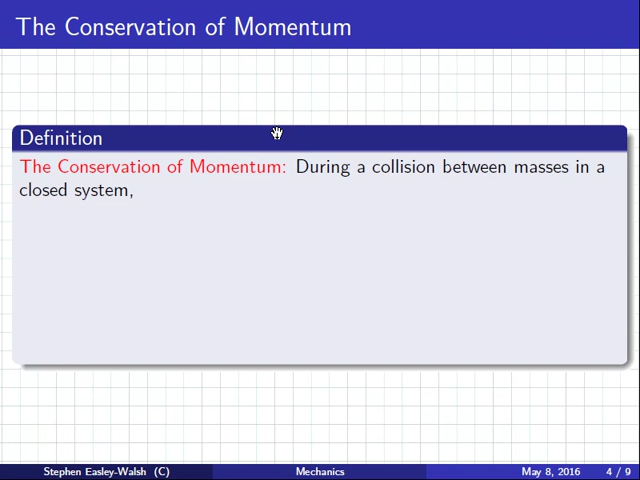 The Conservation of Momentum
Definition
The Conservation of Momentum: During a collision between masses in a
closed system,
Stephen Easley-Walsh (C)
Mechanics
May 8, 2016
4 / 9